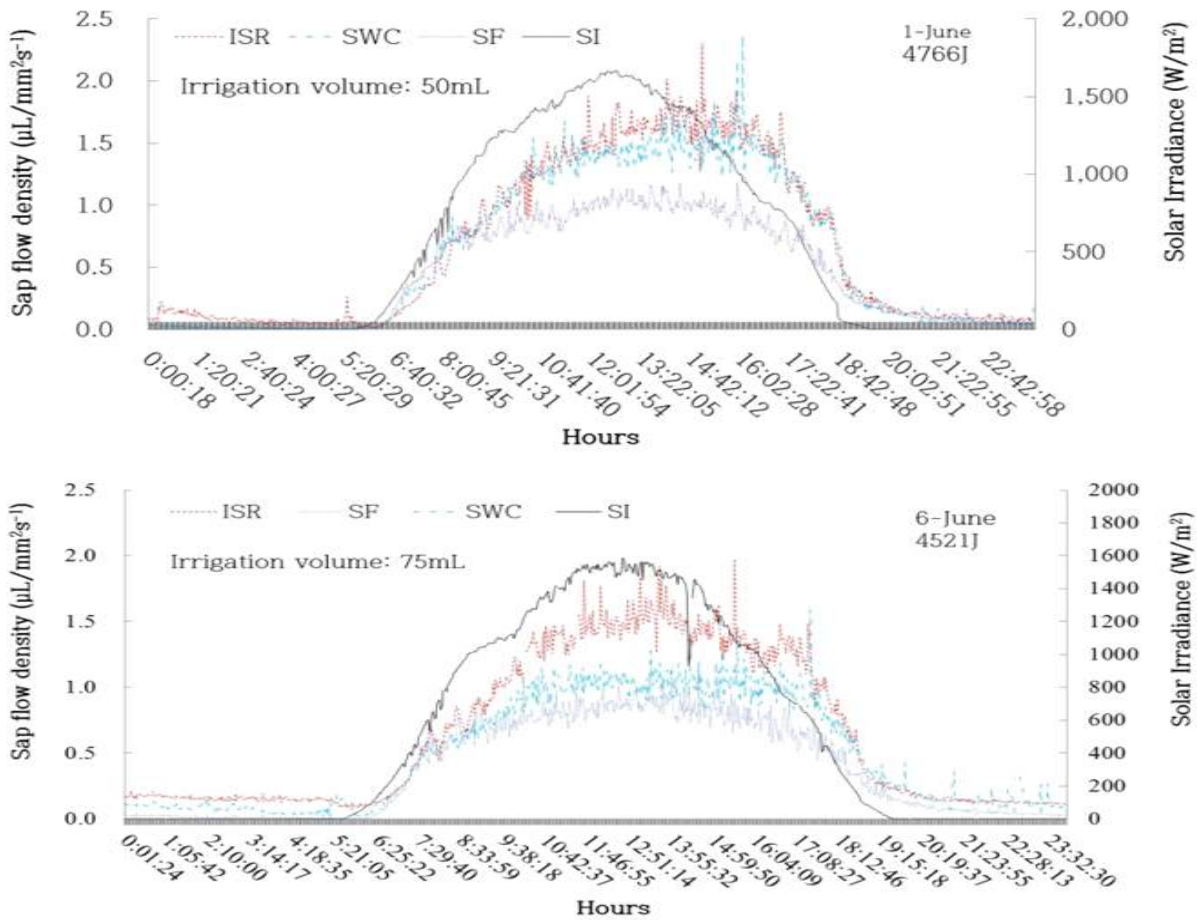 ISR SWC SF SI
1-June
4766J
Irrigation volume: 50mL
Sap flow density (µL/mm²s⁻¹)
2.5
2.0
1.5
1.0
0.5
0.0
2,000
1,500
1,000
500
0
Solar Irradiance (W/m²)
0:00:18 1:20:21 2:40:24 4:00:27 5:20:29 6:40:32 8:00:45 9:21:31 10:41:40 12:01:54 13:22:05 14:42:12 16:02:28 17:22:41 18:42:48 20:02:51 21:22:55 22:42:58
Hours
ISR SF SWC SI
6-June
4521J
Irrigation volume: 75mL
Sap flow density (µL/mm²s⁻¹)
2.5
2.0
1.5
1.0
0.5
0.0
2000
1800
1600
1400
1200
1000
800
600
400
200
0
Solar Irradiance (W/m²)
0:01:24 1:05:42 2:10:00 3:14:17 4:18:35 5:21:05 6:25:22 7:29:40 8:33:59 9:38:18 10:42:37 11:46:55 12:51:14 13:55:32 14:59:50 16:04:09 17:08:27 18:12:46 19:15:18 20:19:37 21:23:55 22:28:13 23:32:30
Hours